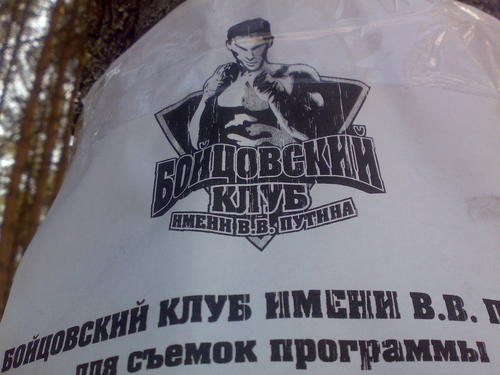 БОЙЦОВСКИЙ
КЛУБ
ИМЕНИ В.В. ПУТИНА
БОЙЦОВСКИЙ КЛУБ ИМЕНИ В.В.
для съемок программы